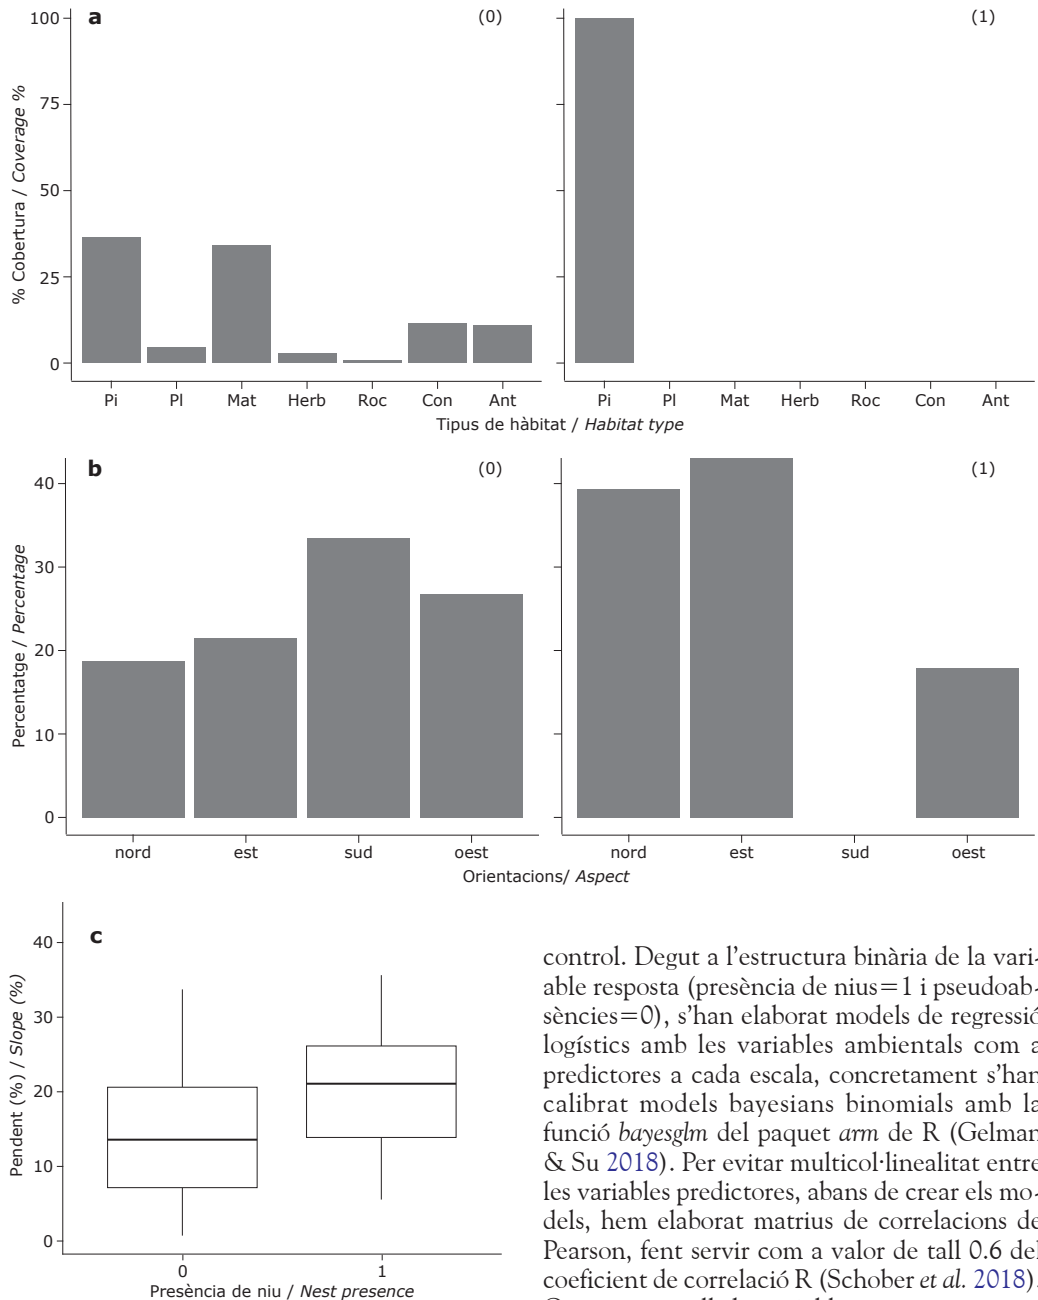 a
(0)
(1)
100
75
50
25
0
% Cobertura / Coverage %
Pi Pl Mat Herb Roc Con Ant
Pi Pl Mat Herb Roc Con Ant
Tipus de hàbitat / Habitat type
b
(0)
(1)
40
30
20
10
0
Percentatge / Percentage
nord est sud oest
nord est sud oest
Orientacions/ Aspect
c
40
30
20
10
0
Pendent (%) / Slope (%)
0 1
Presència de niu / Nest presence
control. Degut a l'estructura binària de la vari-
able resposta (presència de nius=1 i pseudoab-
sències=0), s'han elaborat models de regressió
logístics amb les variables ambientals com a
predictores a cada escala, concretament s'han
calibrat models bayesians binomials amb la
funció bayesglm del paquet arm de R (Gelman
& Su 2018). Per evitar multicol·linealitat entre
les variables predictores, abans de crear els mo-
dels, hem elaborat matrius de correlacions de
Pearson, fent servir com a valor de tall 0.6 del
coeficient de correlació R (Schober et al. 2018).